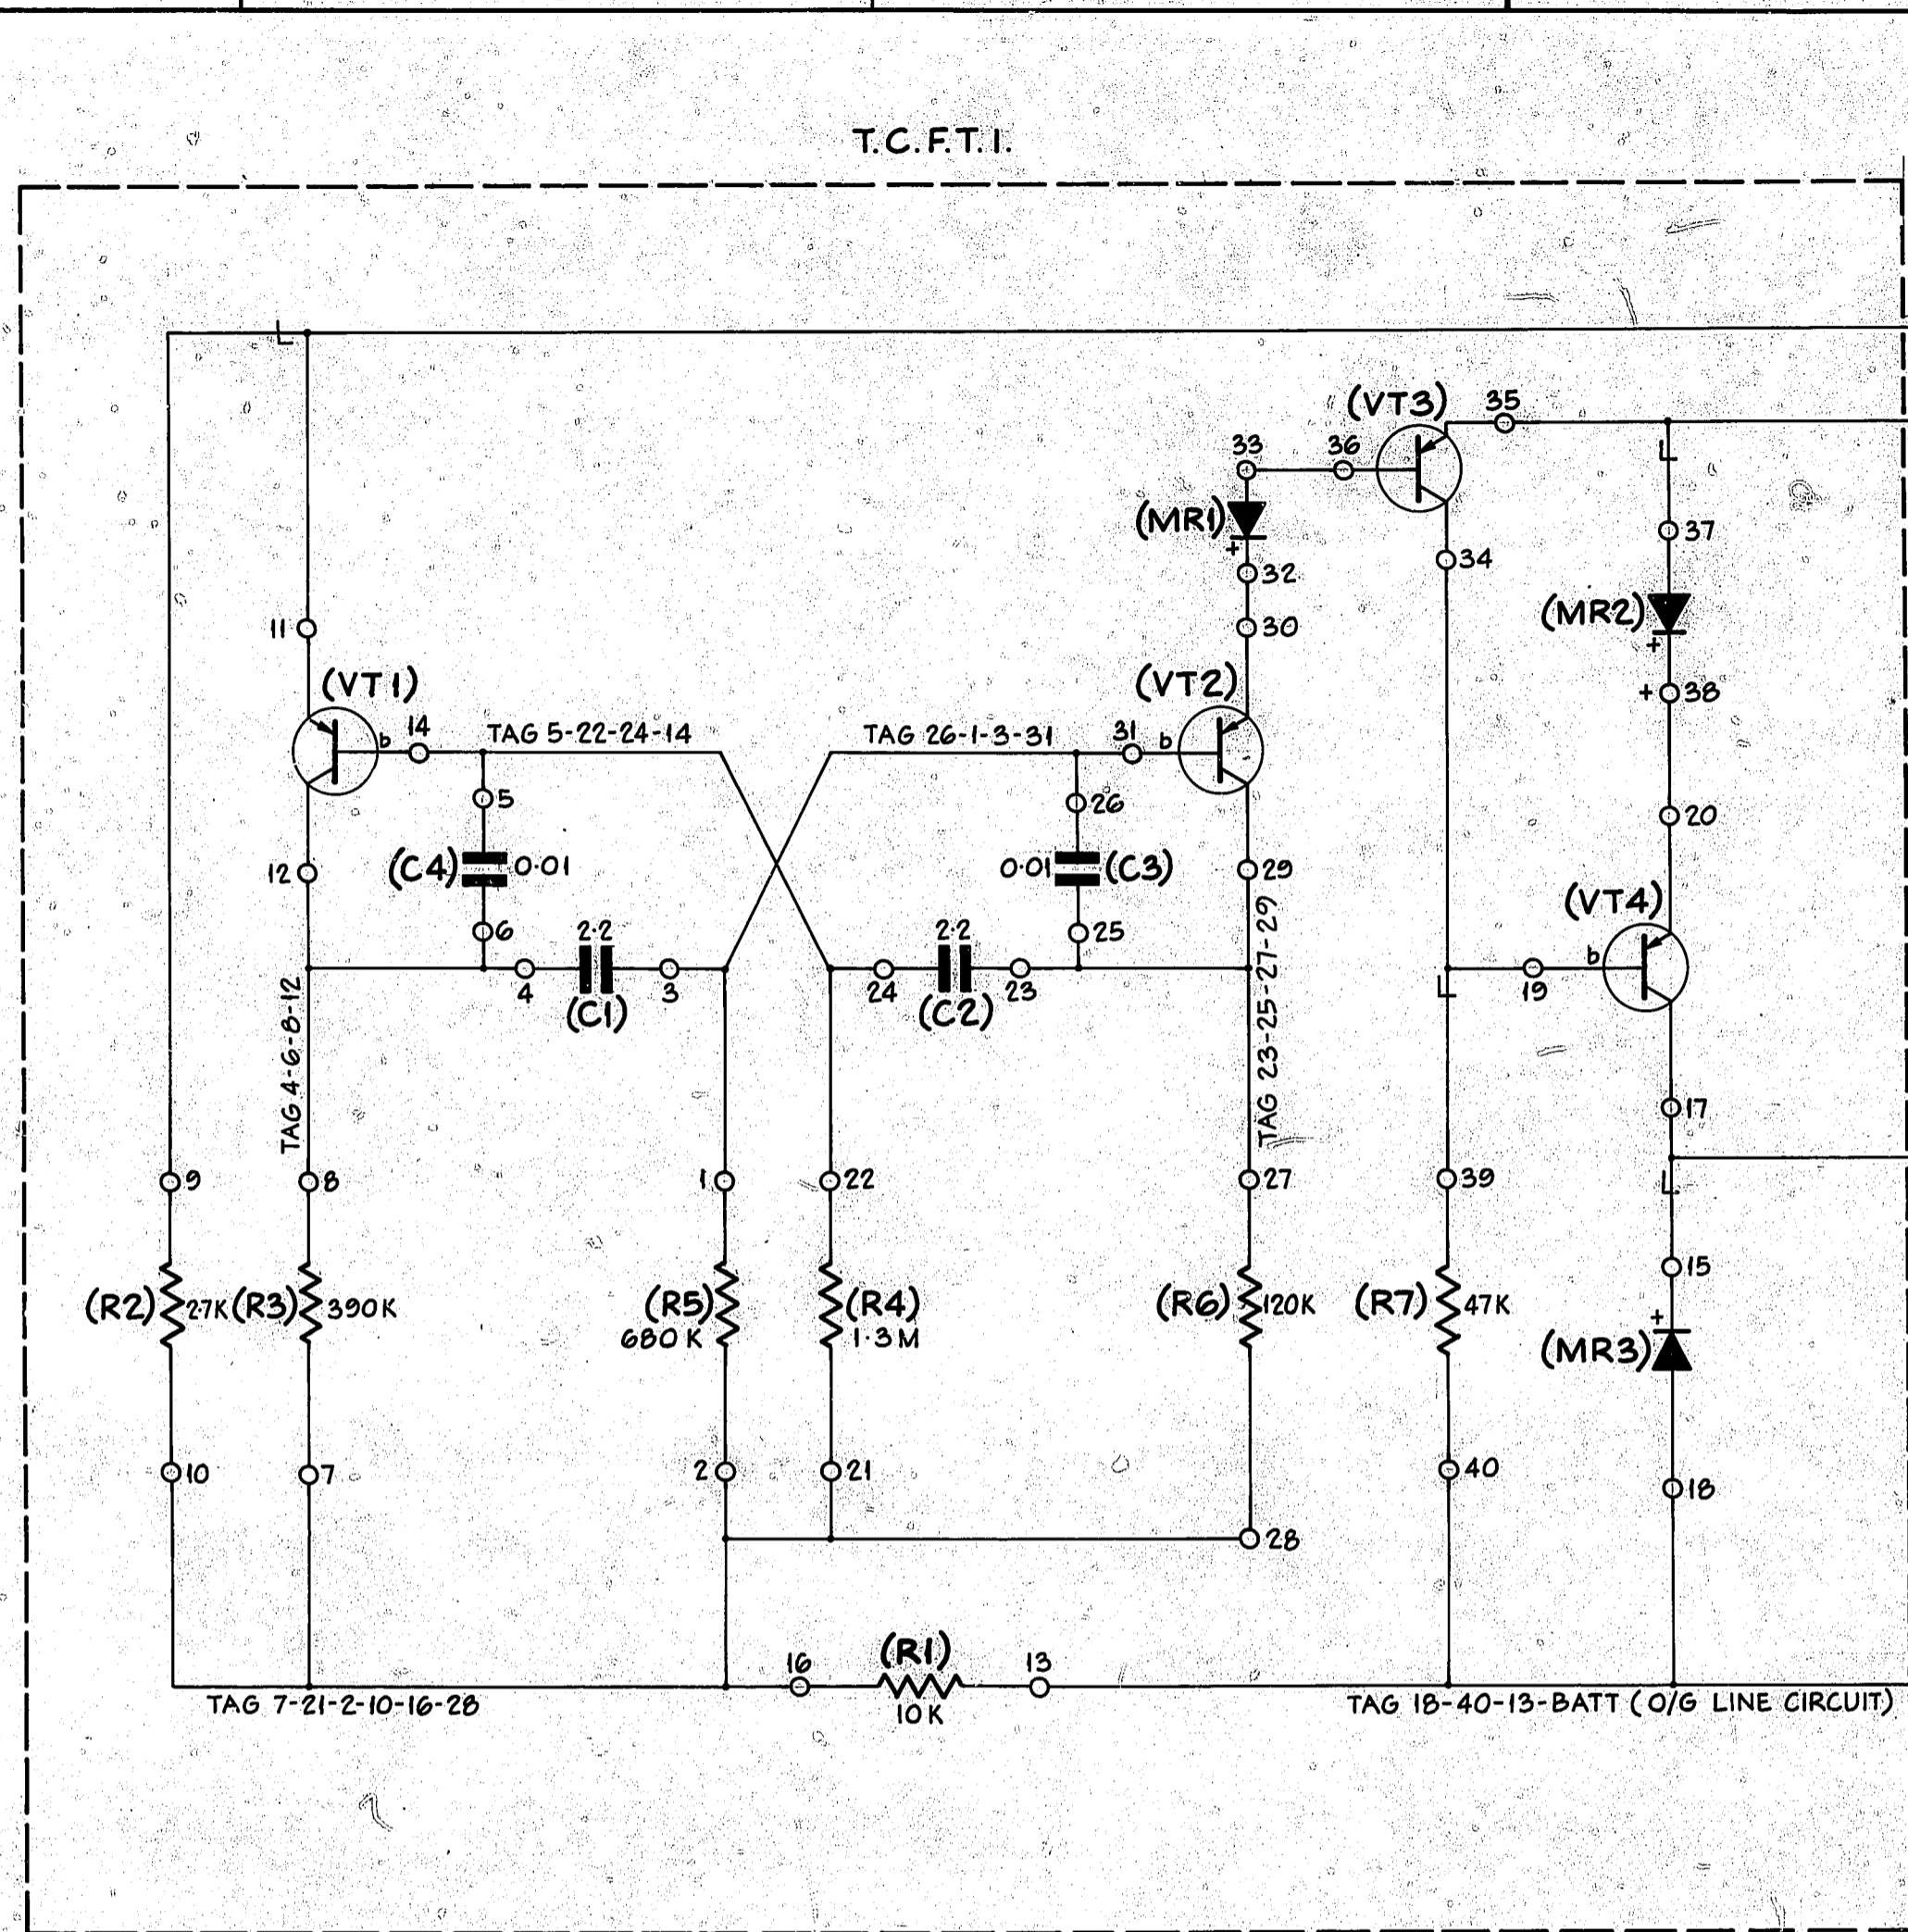 T.C.F.T.I.
(VT3)
35
33
36
(MR1)
+
32
34
37
(MR2)
+
11
30
(VT1)
14
b
TAG 5-22-24-14
TAG 26-1-3-31
31
b
(VT2)
+
38
5
26
20
12
(C4)
0·01
0·01
(C3)
29
(VT4)
6
2·2
2·2
25
b
4
(C1)
3
24
(C2)
23
19
TAG 4-6-8-12
TAG 23-25-27-29
17
9
8
1
22
27
39
15
(R2)
27K
(R3)
390K
(R5)
680K
(R4)
1·3M
(R6)
120K
(R7)
47K
+
(MR3)
10
7
2
21
40
18
28
16
(R1)
10K
13
TAG 7-21-2-10-16-28
TAG 18-40-13-BATT (O/G LINE CIRCUIT)